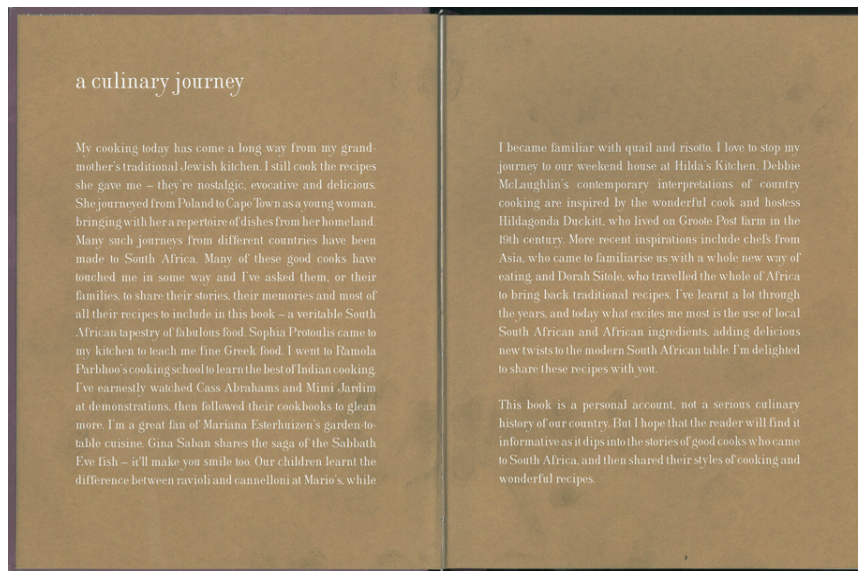 a culinary journey
My cooking today has come a long way from my grand-
mother's traditional Jewish kitchen. I still cook the recipes
she gave me – they're nostalgic, evocative and delicious.
She journeyed from Poland to Cape Town as a young woman,
bringing with her a repertoire of dishes from her homeland.
Many such journeys from different countries have been
made to South Africa. Many of these good cooks have
touched me in some way and I've asked them, or their
families, to share their stories, their memories and most of
all their recipes to include in this book – a veritable South
African tapestry of fabulous food. Sophia Protoulis came to
my kitchen to teach me fine Greek food. I went to Ramola
Parbhoo's cooking school to learn the best of Indian cooking.
I've earnestly watched Cass Abrahams and Mimi Jardim
at demonstrations, then followed their cookbooks to glean
more. I'm a great fan of Mariana Esterhuizen's garden-to-
table cuisine. Gina Saban shares the saga of the Sabbath
Eve fish – it'll make you smile too. Our children learnt the
difference between ravioli and cannelloni at Mario's, while
I became familiar with quail and risotto. I love to stop my
journey to our weekend house at Hilda's Kitchen. Debbie
McLaughlin's contemporary interpretations of country
cooking are inspired by the wonderful cook and hostess
Hildagonda Duckitt, who lived on Groote Post farm in the
19th century. More recent inspirations include chefs from
Asia, who came to familiarise us with a whole new way of
eating, and Dorah Sitole, who travelled the whole of Africa
to bring back traditional recipes. I've learnt a lot through
the years, and today what excites me most is the use of local
South African and African ingredients, adding delicious
new twists to the modern South African table. I'm delighted
to share these recipes with you.
This book is a personal account, not a serious culinary
history of our country. But I hope that the reader will find it
informative as it dips into the stories of good cooks who came
to South Africa, and then shared their styles of cooking and
wonderful recipes.